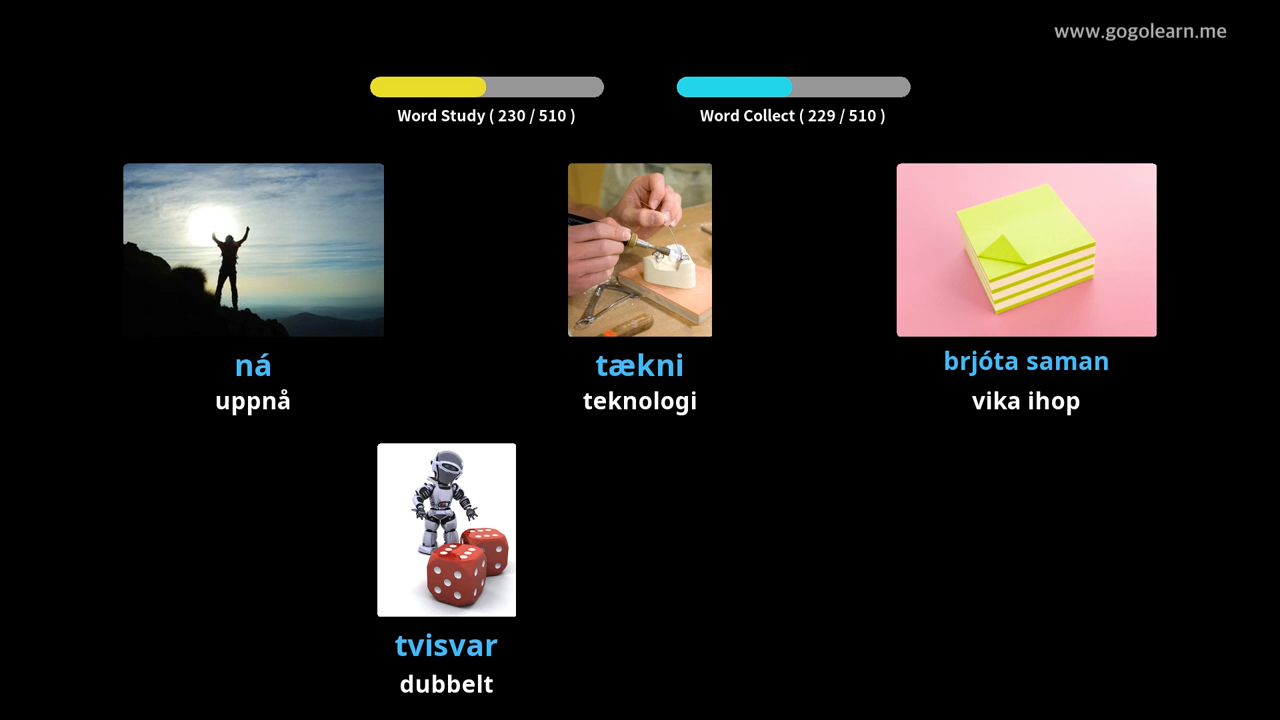 www.gogolearn.me
Word Study ( 230 / 510 )
Word Collect ( 229 / 510 )
ná
uppnå
tækni
teknologi
brjóta saman
vika ihop
tvisvar
dubbelt